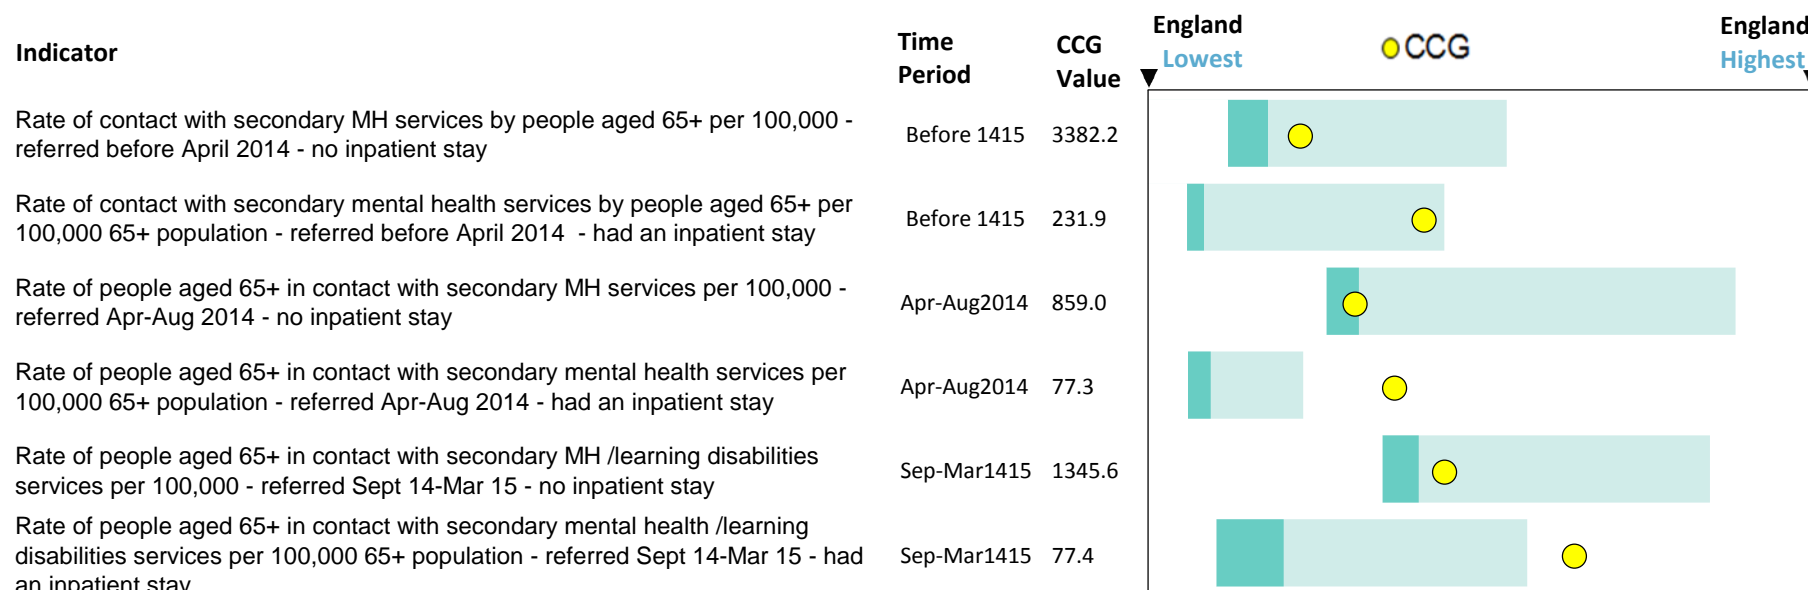 Indicator
Time Period
CCG Value
England Lowest
CCG
England Highest
Rate of contact with secondary MH services by people aged 65+ per 100,000 -
referred before April 2014 - no inpatient stay
Before 1415 3382.2
Rate of contact with secondary mental health services by people aged 65+ per
100,000 65+ population - referred before April 2014  - had an inpatient stay
Before 1415 231.9
Rate of people aged 65+ in contact with secondary MH services per 100,000 -
referred Apr-Aug 2014 - no inpatient stay
Apr-Aug2014 859.0
Rate of people aged 65+ in contact with secondary mental health services per
100,000 65+ population - referred Apr-Aug 2014 - had an inpatient stay
Apr-Aug2014 77.3
Rate of people aged 65+ in contact with secondary MH /learning disabilities
services per 100,000 - referred Sept 14-Mar 15 - no inpatient stay
Sep-Mar1415 1345.6
Rate of people aged 65+ in contact with secondary mental health /learning
disabilities services per 100,000 65+ population - referred Sept 14-Mar 15 - had
an inpatient stay
Sep-Mar1415 77.4